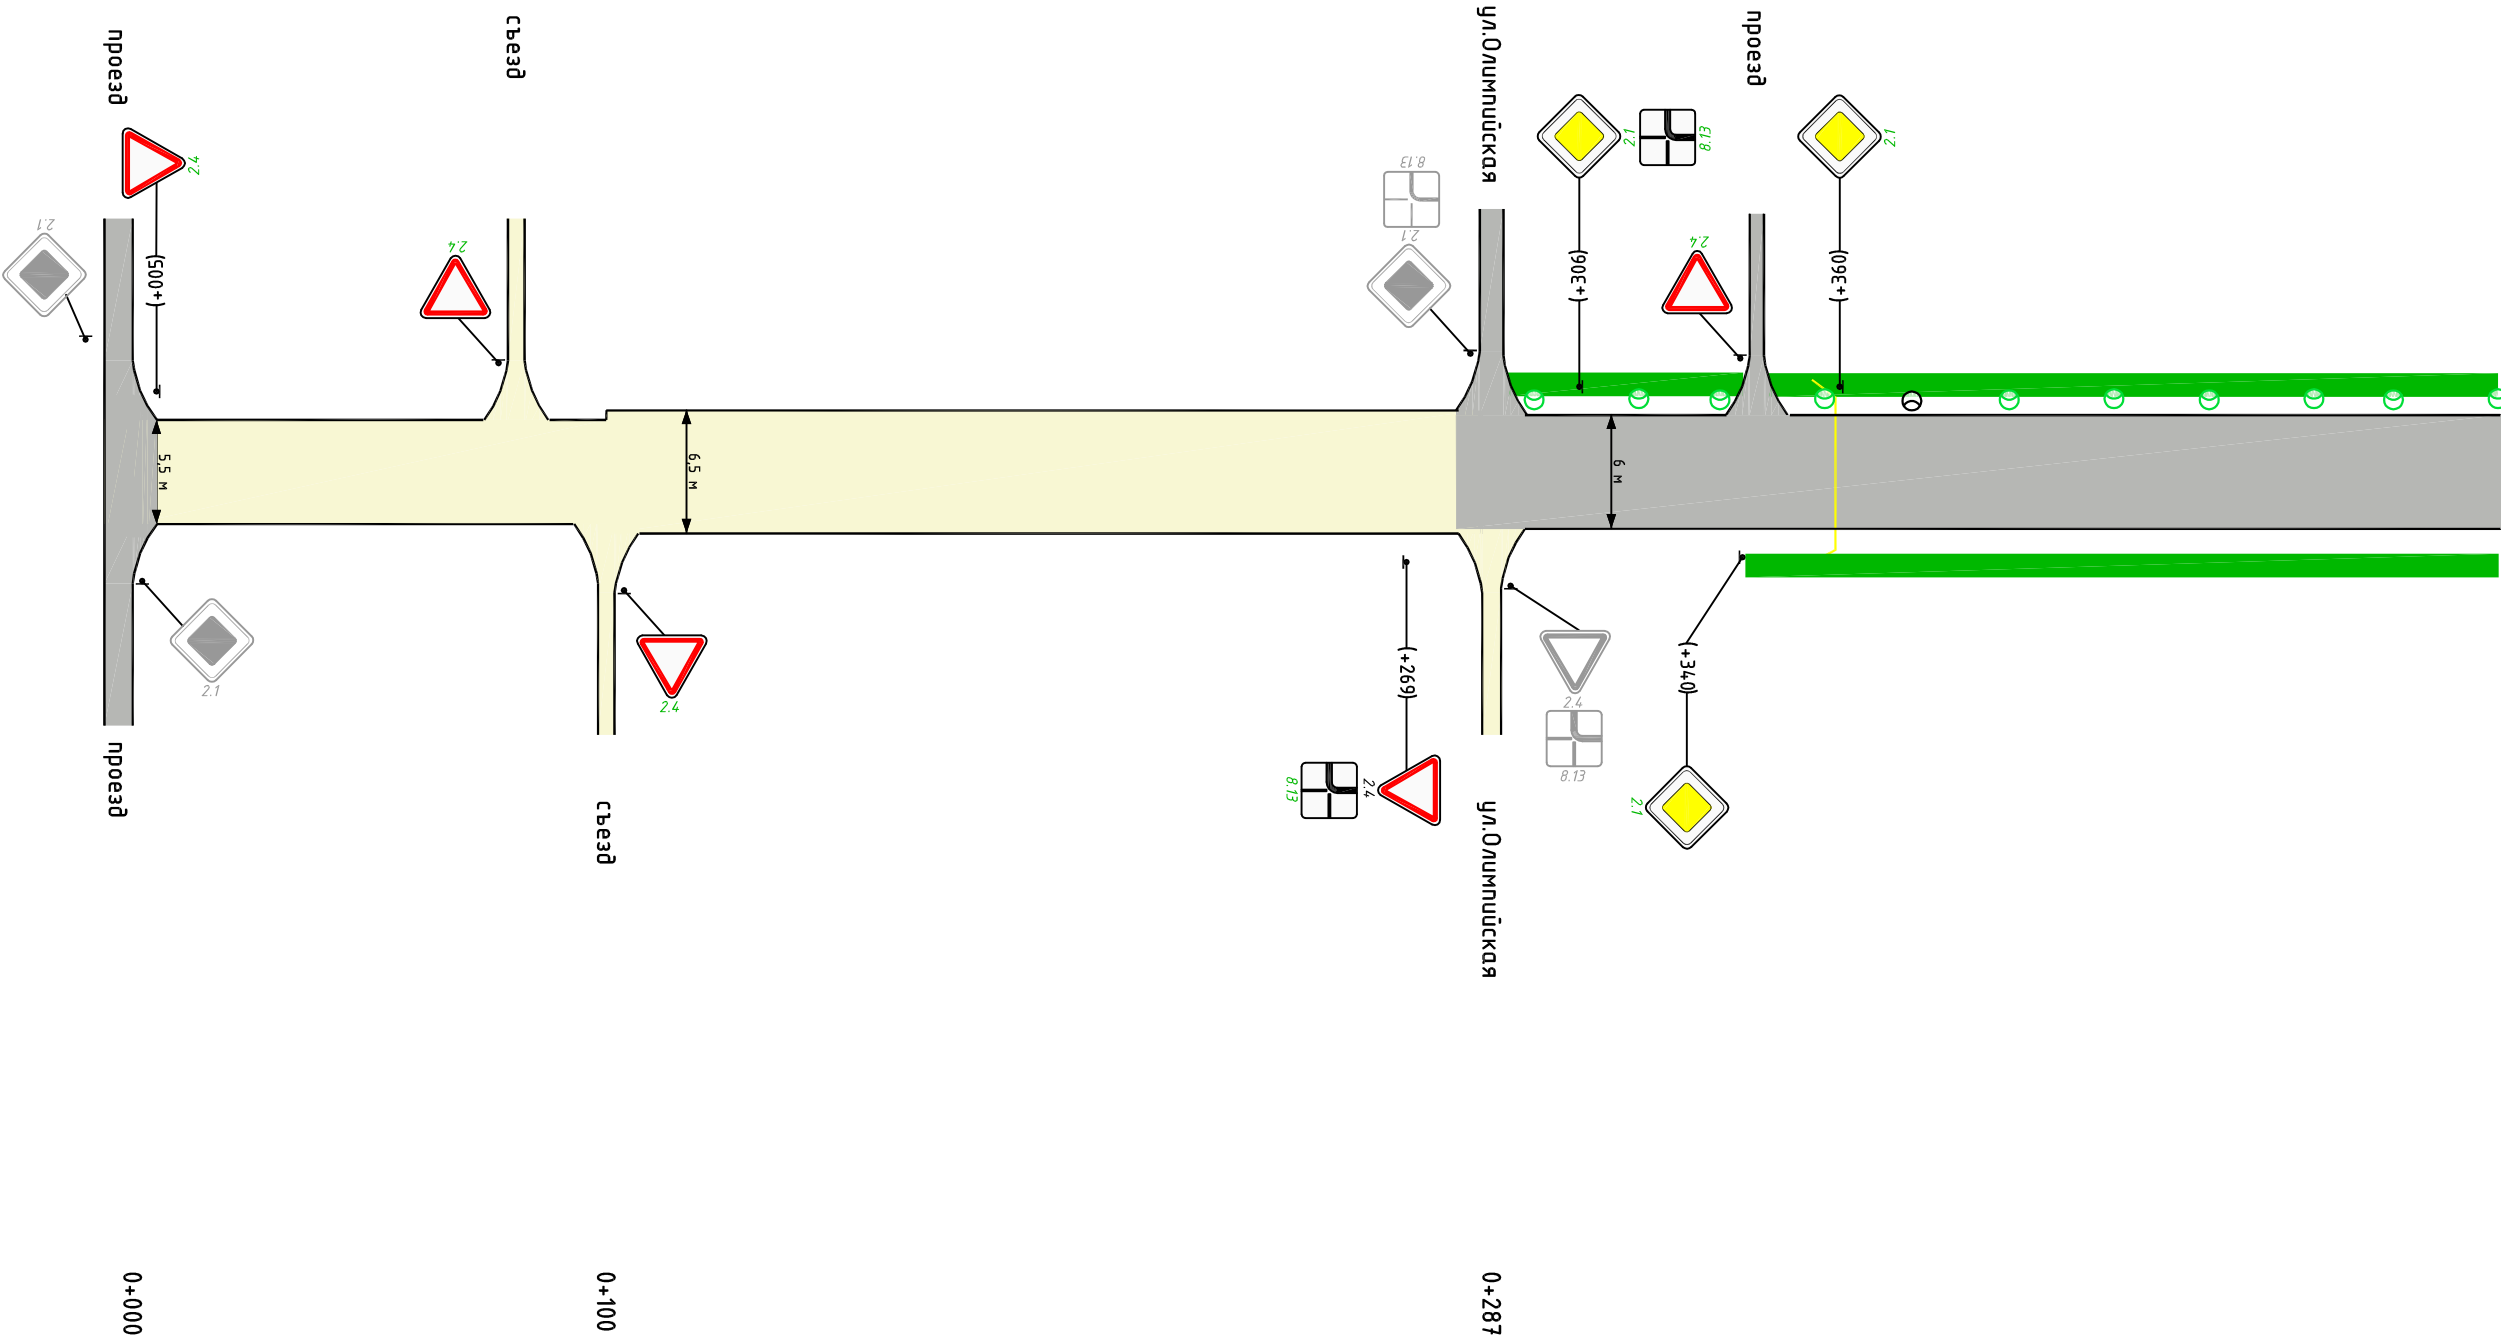 проезд
съезд
ул.Олимпийская
проезд
2.4
2.1
8.13
2.1
8.13
2.1
2.1
2.4
2.4
(+005)
(+306)
(+360)
5,5 м
6,5 м
6 м
2.1
2.4
(+269)
2.4
8.13
(+340)
8.13
2.4
2.1
проезд
съезд
ул.Олимпийская
0+000
0+100
0+287